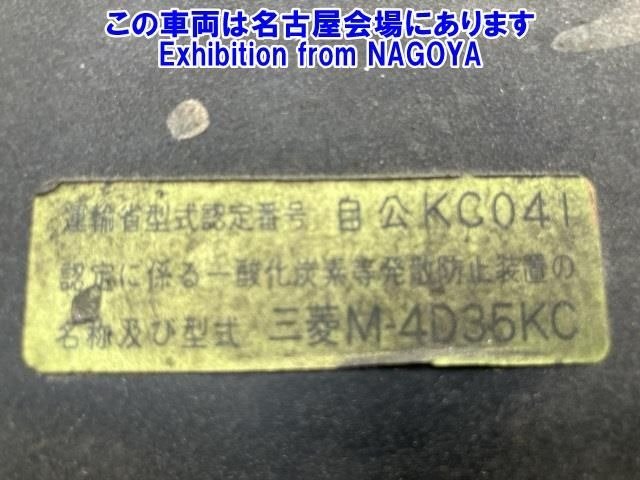 この車両は名古屋会場にあります
Exhibition from NAGOYA
運輸省型式認定番号 自公KC041
認定に係る一酸化炭素等発散防止装置の
名称及び型式 三菱M-4D35KC